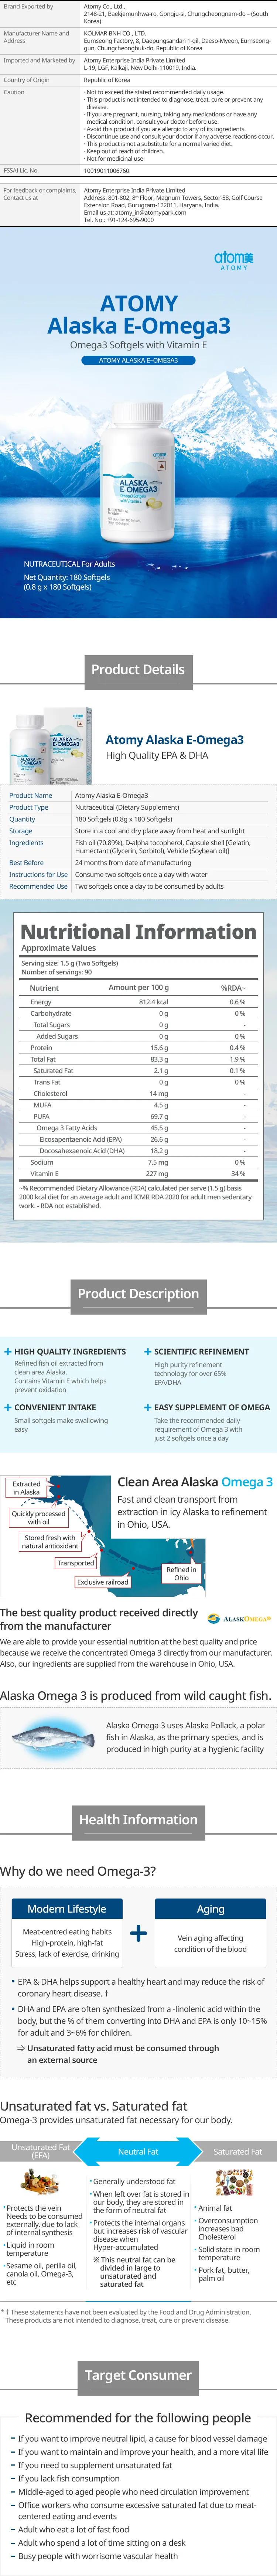 Brand Exported by
Atomy Co., Ltd.,
2148-21, Baekjemunhwa-ro, Gongju-si, Chungcheongnam-do – (South
Korea)
Manufacturer Name and
Address
KOLMAR BNH CO., LTD.
Eumseong Factory, 8, Daepungsandan 1-gil, Daeso-Myeon, Eumseong-
gun, Chungcheongbuk-do, Republic of Korea
Imported and Marketed by
Atomy Enterprise India Private Limited
L-19, LGF, Kalkaji, New Delhi-110019, India.
Country of Origin
Republic of Korea
Caution
· Not to exceed the stated recommended daily usage.
· This product is not intended to diagnose, treat, cure or prevent any
disease.
· If you are pregnant, nursing, taking any medications or have any
medical condition, consult your doctor before use.
· Avoid this product if you are allergic to any of its ingredients.
· Discontinue use and consult your doctor if any adverse reactions occur.
· This product is not a substitute for a normal varied diet.
· Keep out of reach of children.
· Not for medicinal use
FSSAI Lic. No.
10019011006760
For feedback or complaints,
Contact us at
Atomy Enterprise India Private Limited
Address: 801-802, 8th Floor, Magnum Towers, Sector-58, Golf Course
Extension Road, Gurugram-122011, Haryana, India.
Email us at: atomy_in@atomypark.com
Tel. No.: +91-124-695-9000
atom美
ATOMY
ATOMY
Alaska E-Omega3
Omega3 Softgels with Vitamin E
ATOMY ALASKA E-OMEGA3
ALASKA
E-OMEGA3
Omega3 Softgels
with Vitamin E
NUTRACEUTICAL For Adults
Net Quantity: 180 Softgels
(0.8 g x 180 Softgels)
Product Details
ALASKA
E-OMEGA3
ALASKA
E-OMEGA3
Atomy Alaska E-Omega3
High Quality EPA & DHA
Product Name
Atomy Alaska E-Omega3
Product Type
Nutraceutical (Dietary Supplement)
Quantity
180 Softgels (0.8g x 180 Softgels)
Storage
Store in a cool and dry place away from heat and sunlight
Ingredients
Fish oil (70.89%), D-alpha tocopherol, Capsule shell [Gelatin,
Humectant (Glycerin, Sorbitol), Vehicle (Soybean oil)]
Best Before
24 months from date of manufacturing
Instructions for Use
Consume two softgels once a day with water
Recommended Use
Two softgels once a day to be consumed by adults
Nutritional Information
Approximate Values
Serving size: 1.5 g (Two Softgels)
Number of servings: 90
Nutrient Amount per 100 g %RDA~
Energy 812.4 kcal 0.6 %
Carbohydrate 0 g 0 %
Total Sugars 0 g -
Added Sugars 0 g 0 %
Protein 15.6 g 0.4 %
Total Fat 83.3 g 1.9 %
Saturated Fat 2.1 g 0.1 %
Trans Fat 0 g 0 %
Cholesterol 14 mg -
MUFA 4.5 g -
PUFA 69.7 g -
Omega 3 Fatty Acids 45.5 g -
Eicosapentaenoic Acid (EPA) 26.6 g -
Docosahexaenoic Acid (DHA) 18.2 g -
Sodium 7.5 mg 0 %
Vitamin E 227 mg 34 %
~% Recommended Dietary Allowance (RDA) calculated per serve (1.5 g) basis
2000 kcal diet for an average adult and ICMR RDA 2020 for adult men sedentary
work. - RDA not established.
Product Description
+ HIGH QUALITY INGREDIENTS
Refined fish oil extracted from
clean area Alaska.
Contains Vitamin E which helps
prevent oxidation
+ SCIENTIFIC REFINEMENT
High purity refinement
technology for over 65%
EPA/DHA
+ CONVENIENT INTAKE
Small softgels make swallowing
easy
+ EASY SUPPLEMENT OF OMEGA
Take the recommended daily
requirement of Omega 3 with
just 2 softgels once a day
Extracted
in Alaska
Quickly processed
with oil
Stored fresh with
natural antioxidant
Transported
Exclusive railroad
Refined in
Ohio
Clean Area Alaska Omega 3
Fast and clean transport from
extraction in icy Alaska to refinement
in Ohio, USA.
The best quality product received directly
from the manufacturer
ALASKOMEGA®
We are able to provide your essential nutrition at the best quality and price
because we receive the concentrated Omega 3 directly from our manufacturer.
Also, our ingredients are supplied from the warehouse in Ohio, USA.
Alaska Omega 3 is produced from wild caught fish.
Alaska Omega 3 uses Alaska Pollack, a polar
fish in Alaska, as the primary species, and is
produced in high purity at a hygienic facility
Health Information
Why do we need Omega-3?
Modern Lifestyle
Meat-centred eating habits
High-protein, high-fat
Stress, lack of exercise, drinking
+
Aging
Vein aging affecting
condition of the blood
• EPA & DHA helps support a healthy heart and may reduce the risk of
coronary heart disease. †
• DHA and EPA are often synthesized from a -linolenic acid within the
body, but the % of them converting into DHA and EPA is only 10~15%
for adult and 3~6% for children.
⇒ Unsaturated fatty acid must be consumed through
an external source
Unsaturated fat vs. Saturated fat
Omega-3 provides unsaturated fat necessary for our body.
Unsaturated Fat
(EFA)
Neutral Fat
Saturated Fat
• Protects the vein
Needs to be consumed
externally. due to lack
of internal synthesis
• Liquid in room
temperature
• Sesame oil, perilla oil,
canola oil, Omega-3,
etc
• Generally understood fat
• When left over fat is stored in
our body, they are stored in
the form of neutral fat
• Protects the internal organs
but increases risk of vascular
disease when
Hyper-accumulated
※ This neutral fat can be
divided in large to
unsaturated and
saturated fat
• Animal fat
• Overconsumption
increases bad
Cholesterol
• Solid state in room
temperature
• Pork fat, butter,
palm oil
* † These statements have not been evaluated by the Food and Drug Administration.
These products are not intended to diagnose, treat, cure or prevent disease.
Target Consumer
Recommended for the following people
– If you want to improve neutral lipid, a cause for blood vessel damage
– If you want to maintain and improve your health, and a more vital life
– If you need to supplement unsaturated fat
– If you lack fish consumption
– Middle-aged to aged people who need circulation improvement
– Office workers who consume excessive saturated fat due to meat-
centered eating and events
– Adult who eat a lot of fast food
– Adult who spend a lot of time sitting on a desk
– Busy people with worrisome vascular health